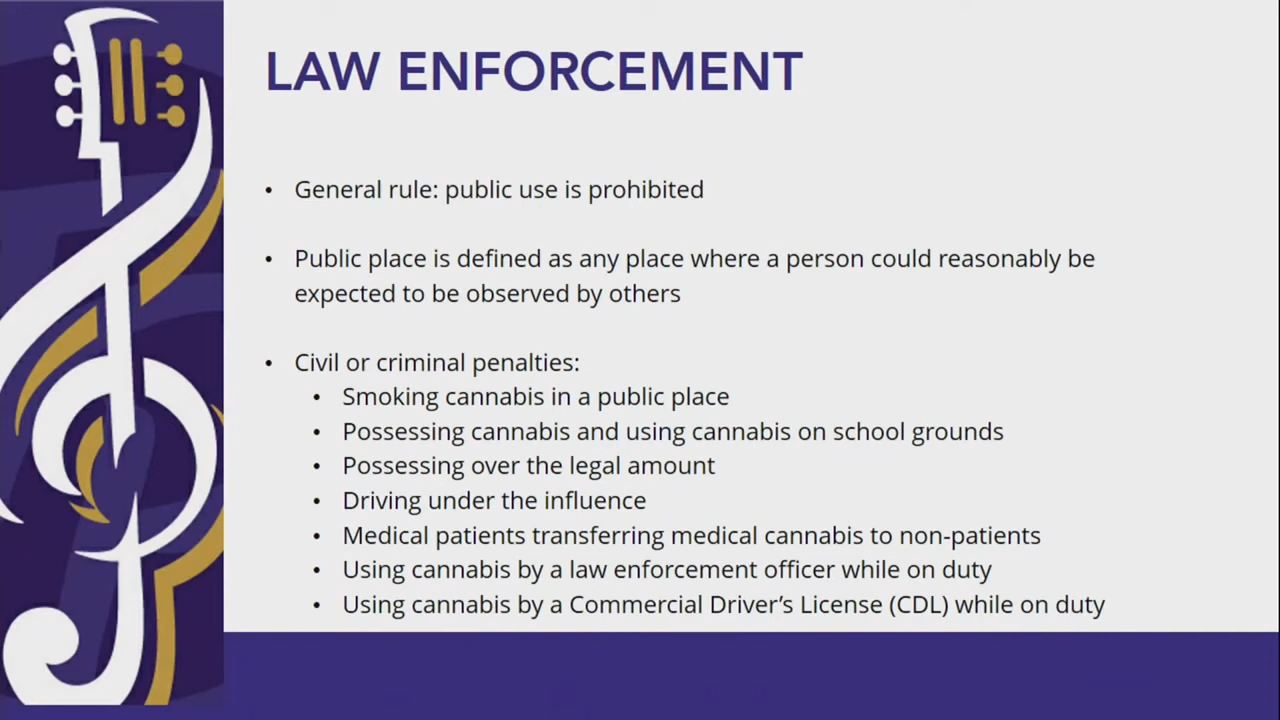 LAW ENFORCEMENT
• General rule: public use is prohibited
• Public place is defined as any place where a person could reasonably be
expected to be observed by others
• Civil or criminal penalties:
• Smoking cannabis in a public place
• Possessing cannabis and using cannabis on school grounds
• Possessing over the legal amount
• Driving under the influence
• Medical patients transferring medical cannabis to non-patients
• Using cannabis by a law enforcement officer while on duty
• Using cannabis by a Commercial Driver’s License (CDL) while on duty